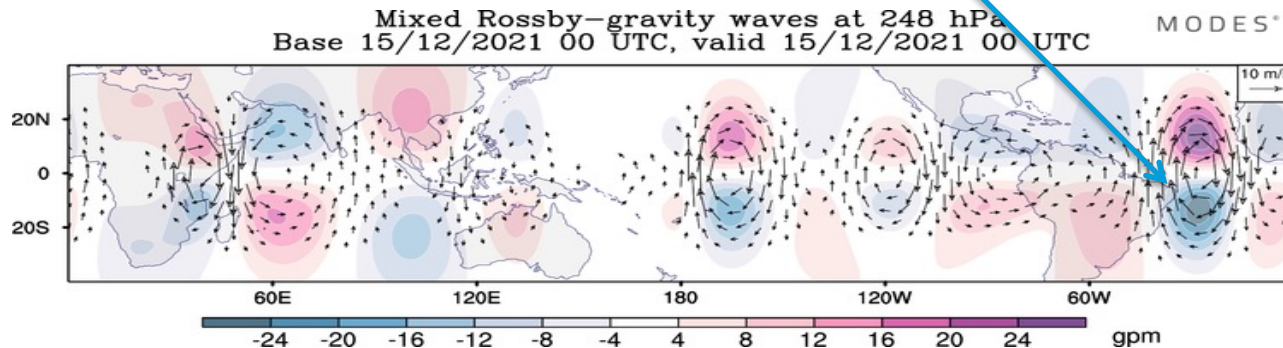 Mixed Rossby-gravity waves at 248 hPa
MODES®
Base 15/12/2021 00 UTC, valid 15/12/2021 00 UTC
10 m/
20N
0
20S
60E 120E 180 120W 60W
-24 -20 -16 -12 -8 -4 4 8 12 16 20 24 gpm